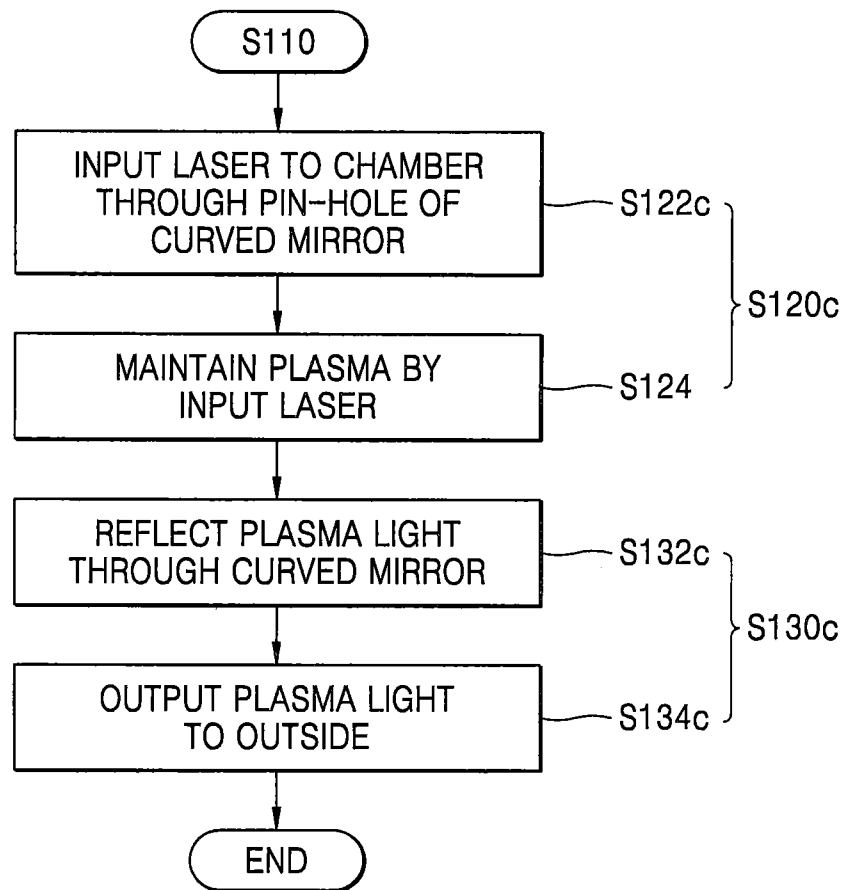 S110
INPUT LASER TO CHAMBER
THROUGH PIN-HOLE OF
CURVED MIRROR
S122c
S120c
MAINTAIN PLASMA BY
INPUT LASER
S124
REFLECT PLASMA LIGHT
THROUGH CURVED MIRROR
S132c
S130c
OUTPUT PLASMA LIGHT
TO OUTSIDE
S134c
END